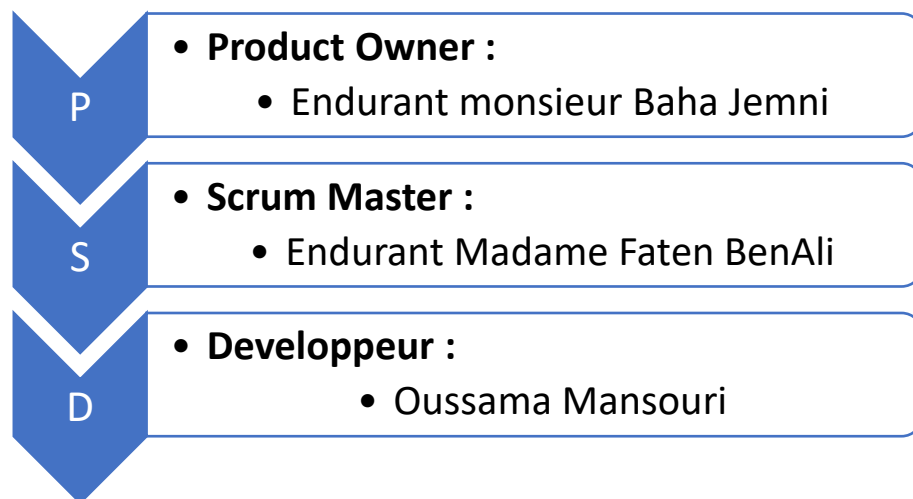 P
• Product Owner :
• Endurant monsieur Baha Jemni
S
• Scrum Master :
• Endurant Madame Faten BenAli
D
• Developpeur :
• Oussama Mansouri